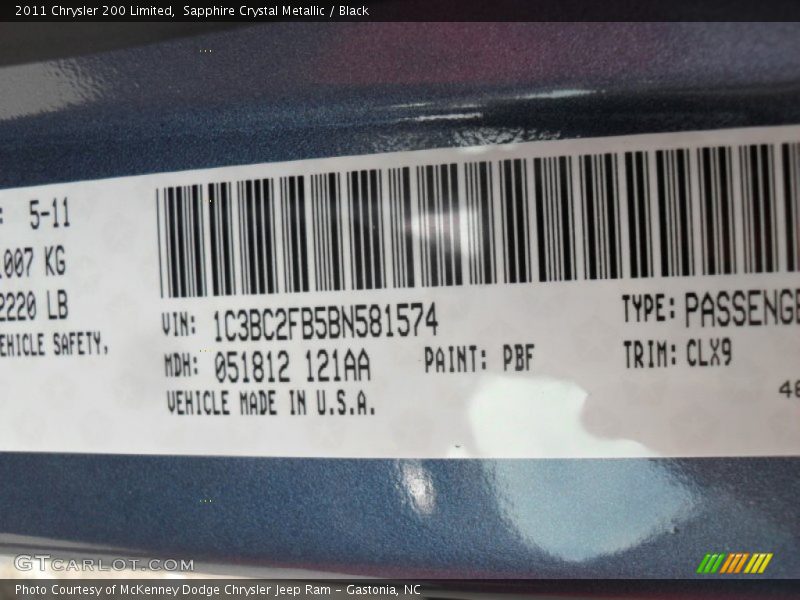 2011 Chrysler 200 Limited, Sapphire Crystal Metallic / Black
: 5-11
007 KG
2220 LB
EHICLE SAFETY.
VIN: 1C3BC2FB5BN581574
MDH: 051812 121AA
PAINT: PBF
VEHICLE MADE IN U.S.A.
TYPE: PASSENGE
TRIM: CLX9
48
GTCARLOT.COM
Photo Courtesy of McKenney Dodge Chrysler Jeep Ram – Gastonia, NC